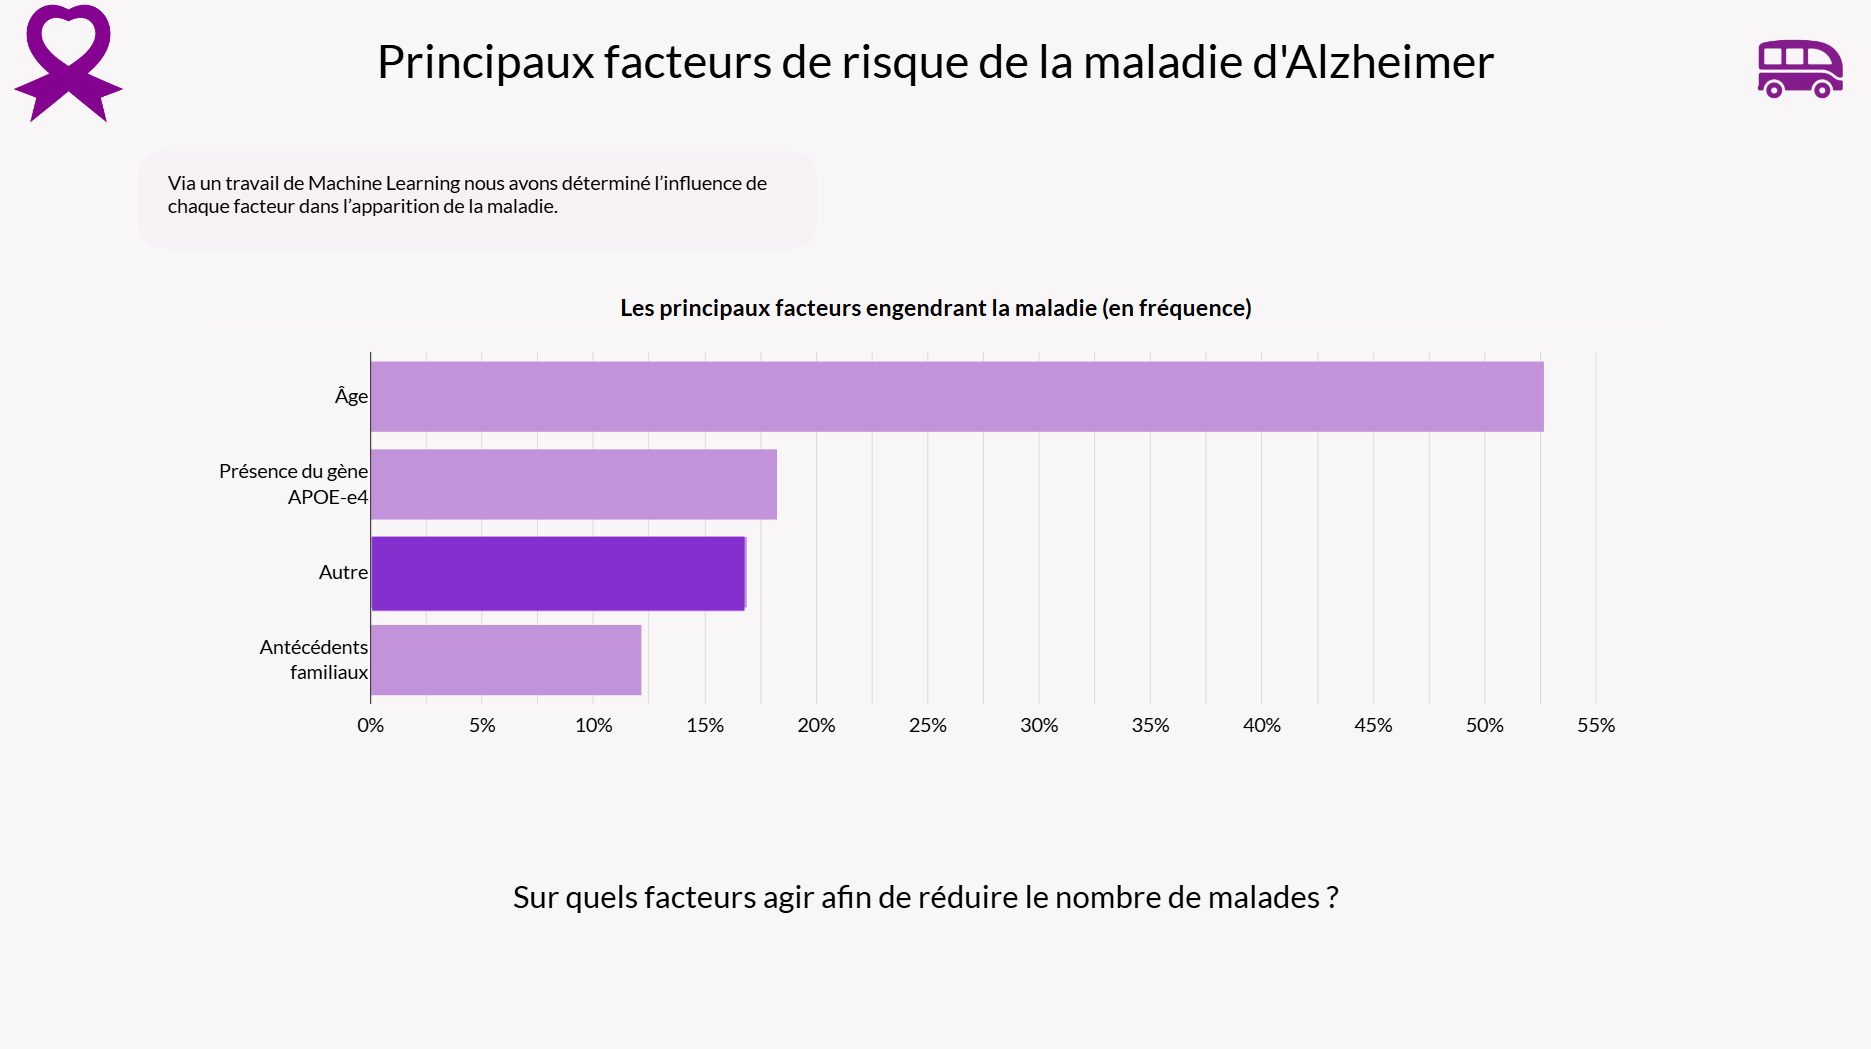 Principaux facteurs de risque de la maladie d'Alzheimer
Via un travail de Machine Learning nous avons déterminé l’influence de
chaque facteur dans l’apparition de la maladie.
Les principaux facteurs engendrant la maladie (en fréquence)
Âge
Présence du gène
APOE-e4
Autre
Antécédents
familiaux
0% 5% 10% 15% 20% 25% 30% 35% 40% 45% 50% 55%
Sur quels facteurs agir afin de réduire le nombre de malades ?